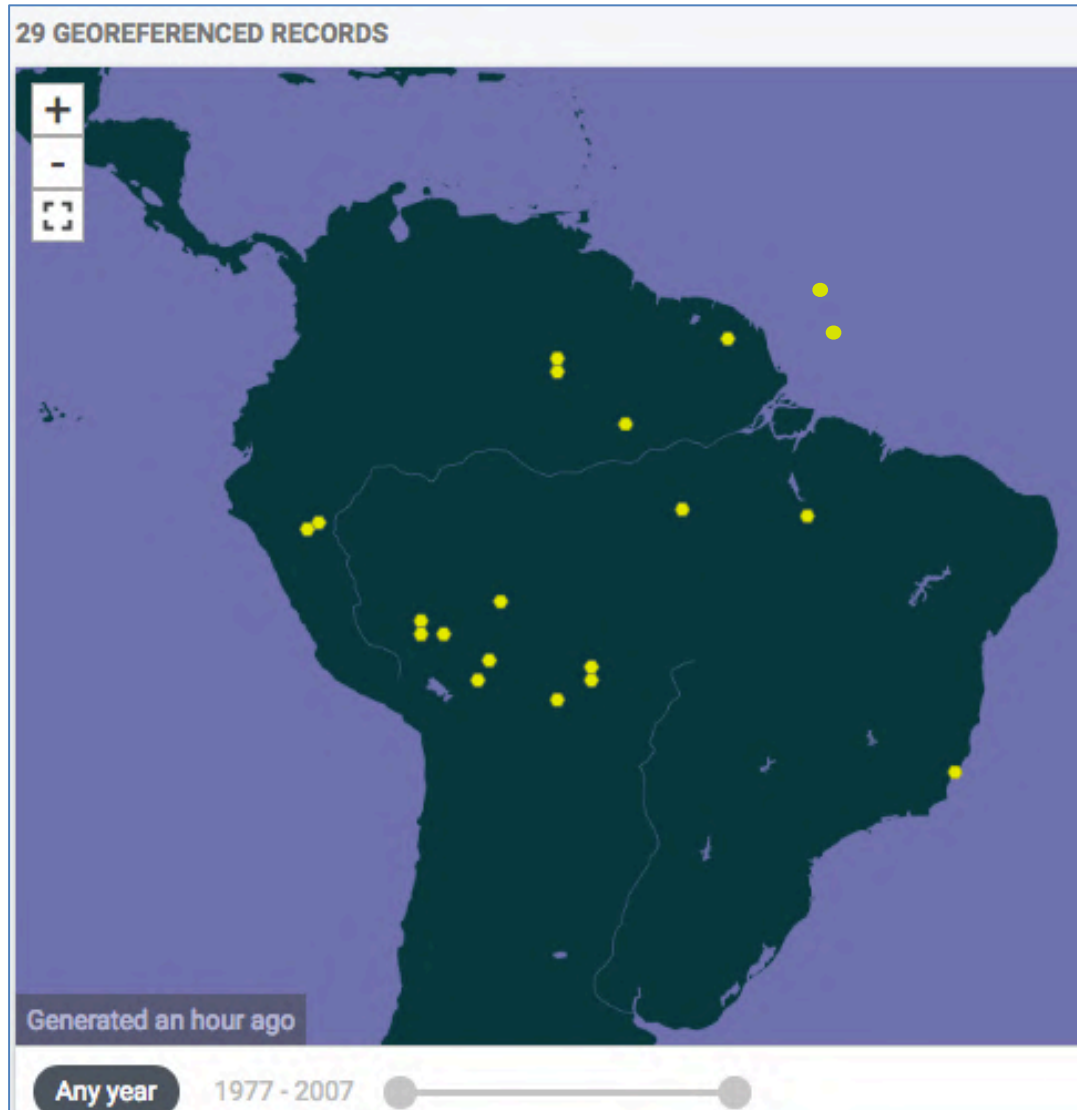 29 GEOREFERENCED RECORDS
+
-
Generated an hour ago
Any year 1977 - 2007